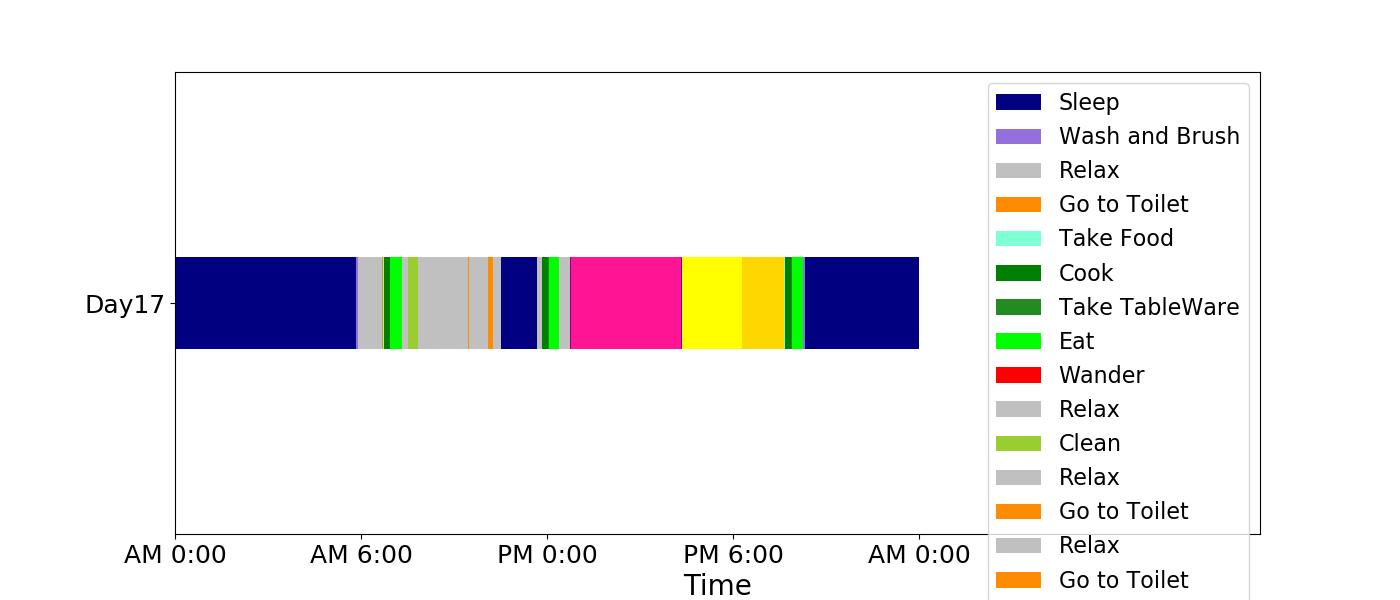 Sleep
Wash and Brush
Relax
Go to Toilet
Take Food
Cook
Take TableWare
Eat
Wander
Relax
Clean
Relax
Go to Toilet
Relax
Go to Toilet
Day17
AM 0:00 AM 6:00 PM 0:00 PM 6:00 AM 0:00
Time